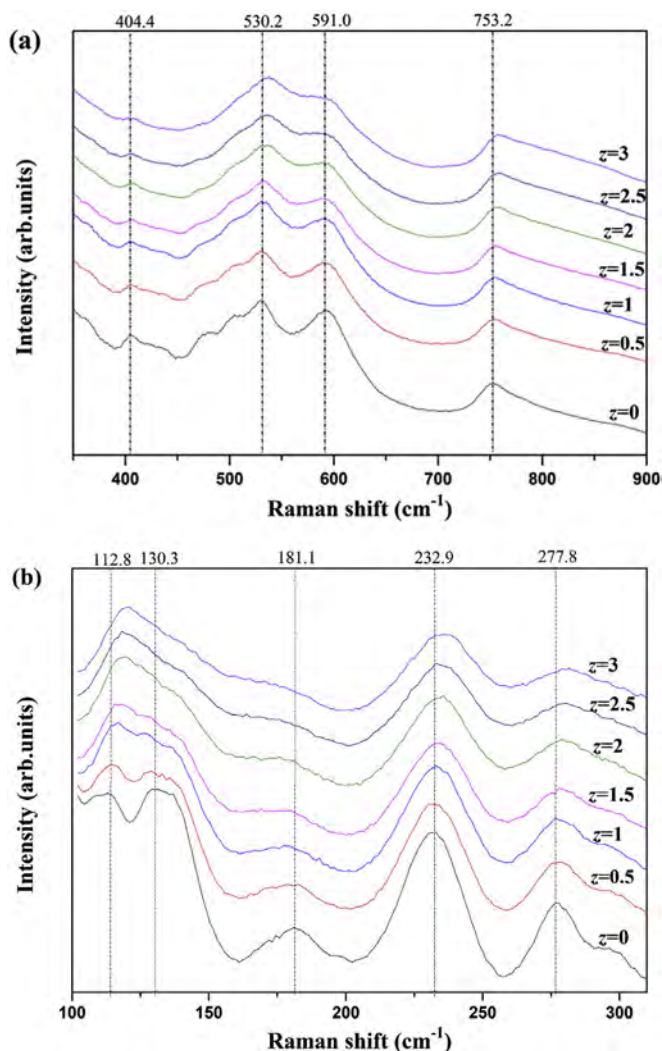 404.4 530.2 591.0 753.2
(a)
z=3
z=2.5
z=2
z=1.5
z=1
z=0.5
z=0
Intensity (arb.units)
400 500 600 700 800 900
Raman shift (cm⁻¹)
112.8 130.3 181.1 232.9 277.8
(b)
z=3
z=2.5
z=2
z=1.5
z=1
z=0.5
z=0
Intensity (arb.units)
100 150 200 250 300
Raman shift (cm⁻¹)